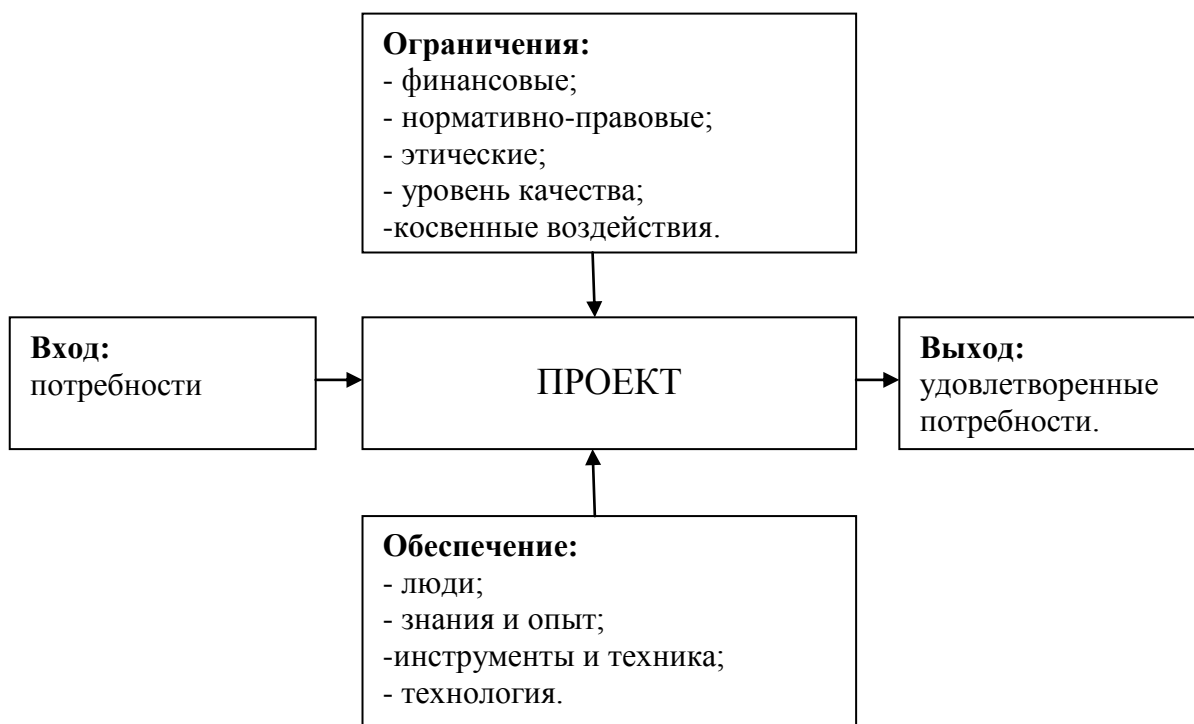 Ограничения:
- финансовые;
- нормативно-правовые;
- этические;
- уровень качества;
-косвенные воздействия.
Вход:
потребности
ПРОЕКТ
Выход:
удовлетворенные
потребности.
Обеспечение:
- люди;
- знания и опыт;
-инструменты и техника;
- технология.